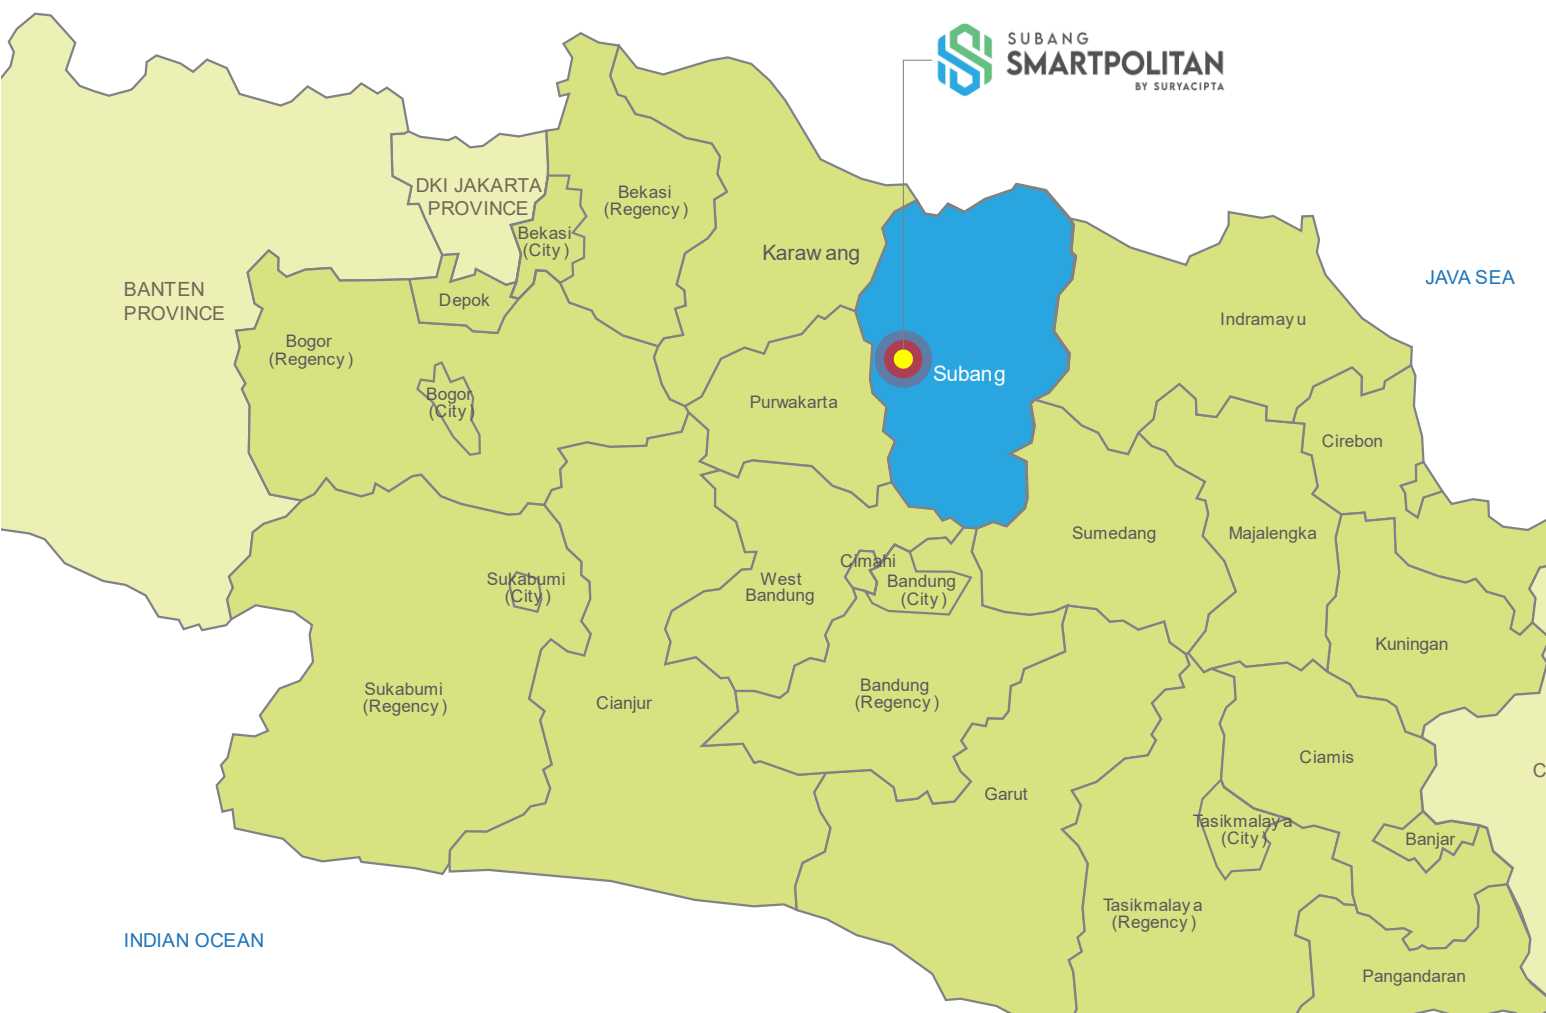 SUBANG
SMARTPOLITAN
BY SURYACIPTA
DKI JAKARTA
PROVINCE
Bekasi
(Regency)
Bekasi
(City)
Karawang
JAVA SEA
BANTEN
PROVINCE
Depok
Indramayu
Bogor
(Regency)
Subang
Bogor
(City)
Purwakarta
Cirebon
Sumedang
Majalengka
Cimahi
Sukabumi
(City)
West
Bandung
Bandung
(City)
Kuningan
Sukabumi
(Regency)
Cianjur
Bandung
(Regency)
Ciamis
C
Garut
Tasikmalaya
(City)
Banjar
Tasikmalaya
(Regency)
INDIAN OCEAN
Pangandaran